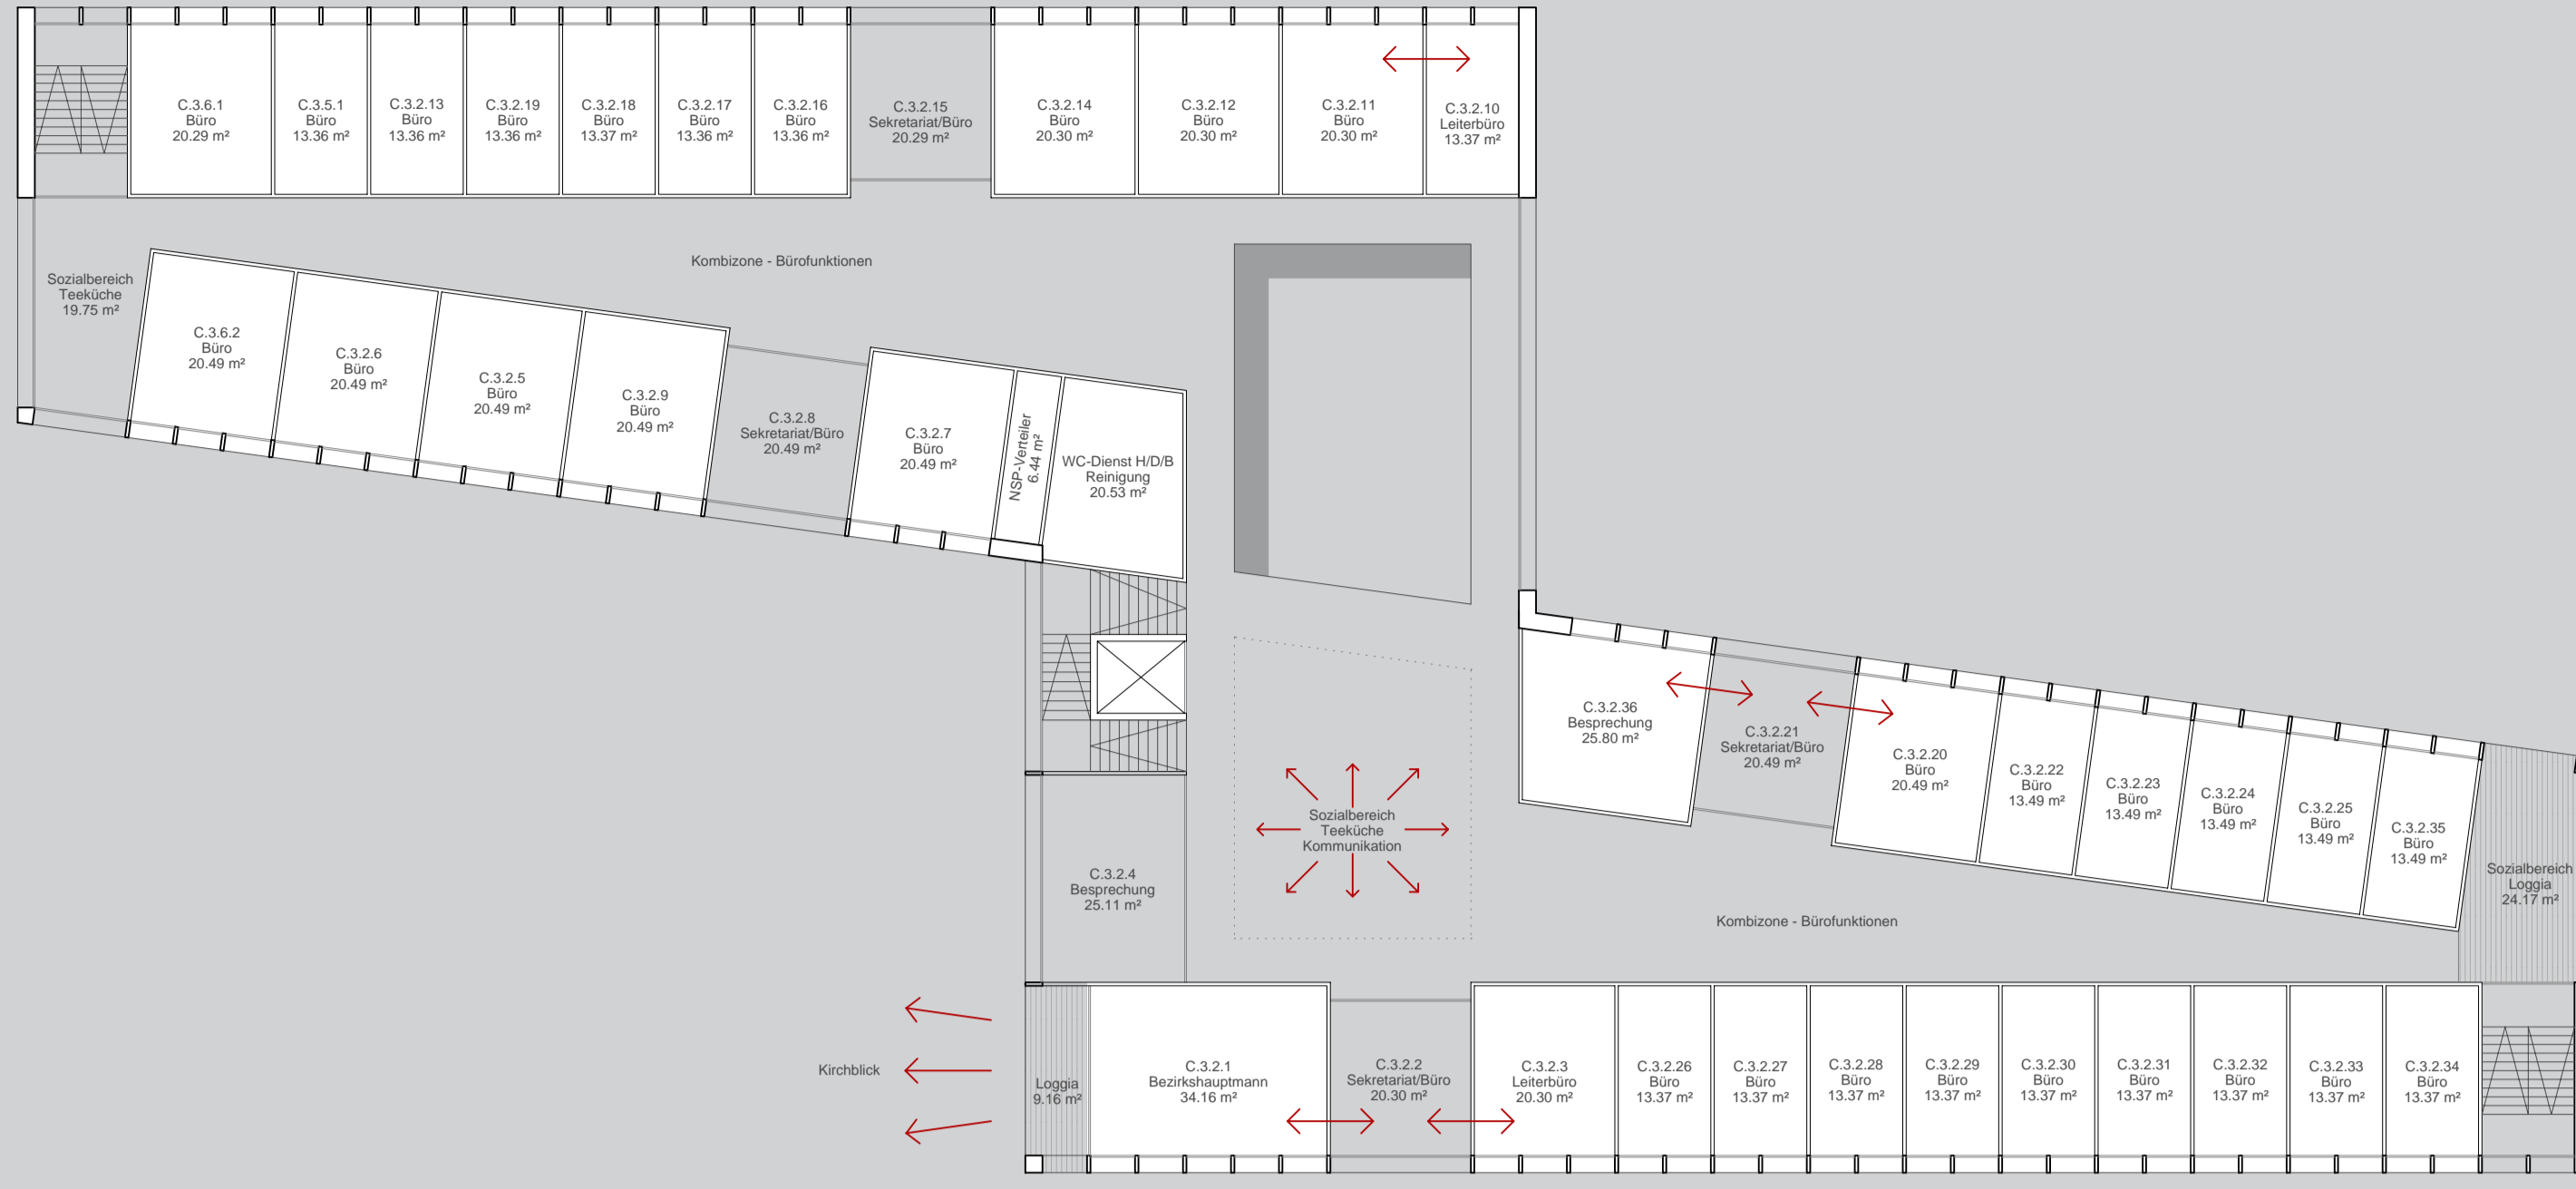 C.3.6.1
Büro
20.29 m²
C.3.5.1
Büro
13.36 m²
C.3.2.13
Büro
13.36 m²
C.3.2.19
Büro
13.36 m²
C.3.2.18
Büro
13.37 m²
C.3.2.17
Büro
13.36 m²
C.3.2.16
Büro
13.36 m²
C.3.2.15
Sekretariat/Büro
20.29 m²
C.3.2.14
Büro
20.30 m²
C.3.2.12
Büro
20.30 m²
C.3.2.11
Büro
20.30 m²
C.3.2.10
Leiterbüro
13.37 m²
Kombizone - Bürofunktionen
Sozialbereich
Teeküche
19.75 m²
C.3.6.2
Büro
20.49 m²
C.3.2.6
Büro
20.49 m²
C.3.2.5
Büro
20.49 m²
C.3.2.9
Büro
20.49 m²
C.3.2.8
Sekretariat/Büro
20.49 m²
C.3.2.7
Büro
20.49 m²
NSP-Verteiler
6.44 m²
WC-Dienst H/D/B
Reinigung
20.53 m²
C.3.2.36
Besprechung
25.80 m²
C.3.2.21
Sekretariat/Büro
20.49 m²
C.3.2.20
Büro
20.49 m²
C.3.2.22
Büro
13.49 m²
C.3.2.23
Büro
13.49 m²
C.3.2.24
Büro
13.49 m²
C.3.2.25
Büro
13.49 m²
C.3.2.35
Büro
13.49 m²
Sozialbereich
Loggia
24.17 m²
Sozialbereich
Teeküche
Kommunikation
C.3.2.4
Besprechung
25.11 m²
Kombizone - Bürofunktionen
Kirchblick
Loggia
9.16 m²
C.3.2.1
Bezirkshauptmann
34.16 m²
C.3.2.2
Sekretariat/Büro
20.30 m²
C.3.2.3
Leiterbüro
20.30 m²
C.3.2.26
Büro
13.37 m²
C.3.2.27
Büro
13.37 m²
C.3.2.28
Büro
13.37 m²
C.3.2.29
Büro
13.37 m²
C.3.2.30
Büro
13.37 m²
C.3.2.31
Büro
13.37 m²
C.3.2.32
Büro
13.37 m²
C.3.2.33
Büro
13.37 m²
C.3.2.34
Büro
13.37 m²